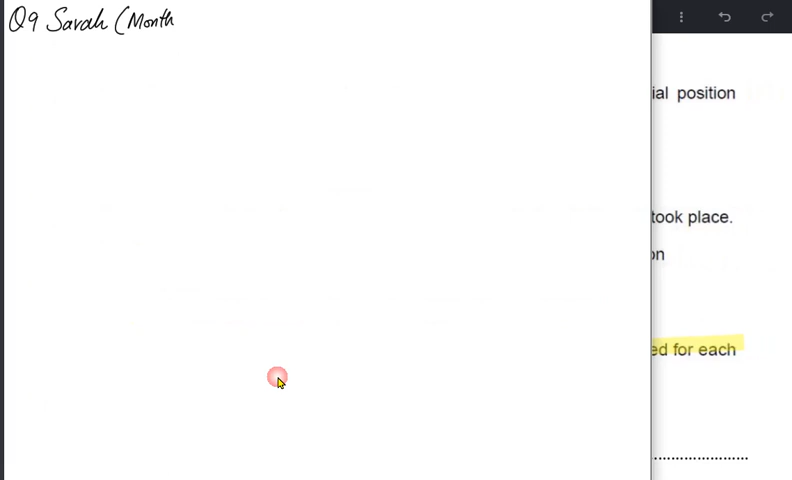 Q9 Sarah (Month
ial position
took place.
on
ed for each